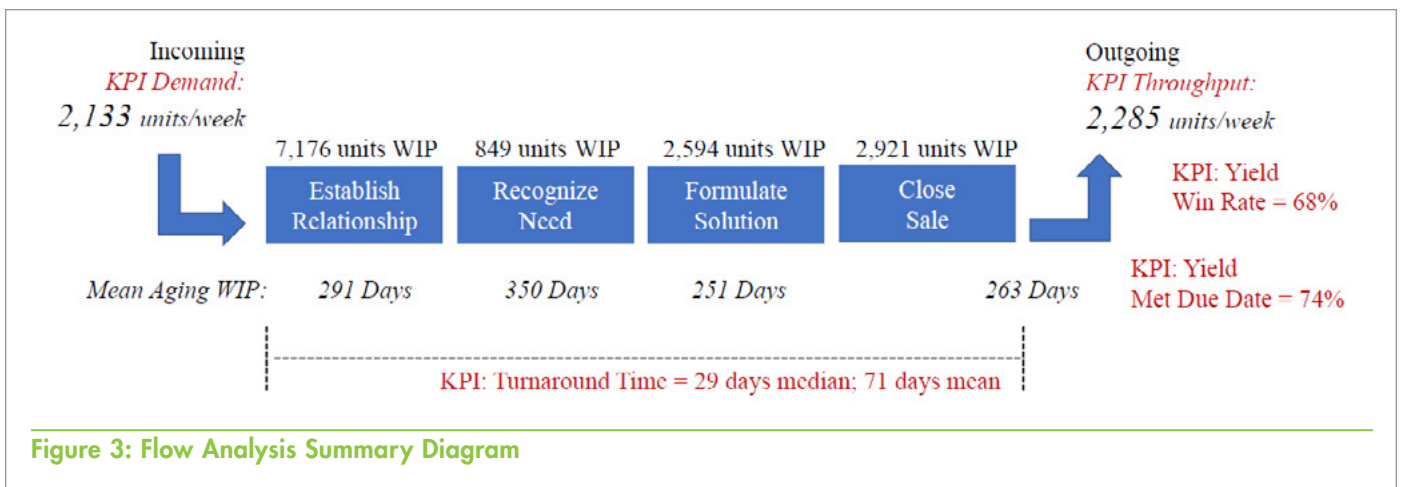 Incoming
KPI Demand:
2,133 units/week
Outgoing
KPI Throughput:
2,285 units/week
7,176 units WIP
849 units WIP
2,594 units WIP
2,921 units WIP
Establish
Relationship
Recognize
Need
Formulate
Solution
Close
Sale
KPI: Yield
Win Rate = 68%
Mean Aging WIP:
291 Days
350 Days
251 Days
263 Days
KPI: Yield
Met Due Date = 74%
KPI: Turnaround Time = 29 days median; 71 days mean
Figure 3: Flow Analysis Summary Diagram